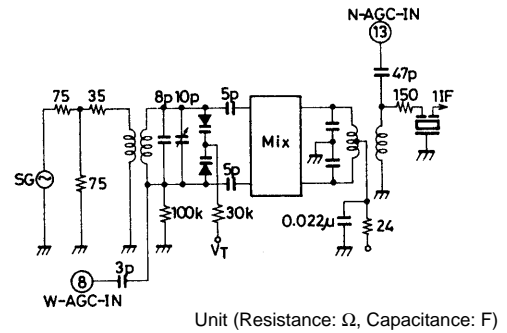 N-AGC-IN
13
47p
75
35
8p
10p
5p
Mix
150
1IF
SG
75
5p
100k
30k
VT
0.022μ
24
3p
8
W-AGC-IN
Unit (Resistance: Ω, Capacitance: F)